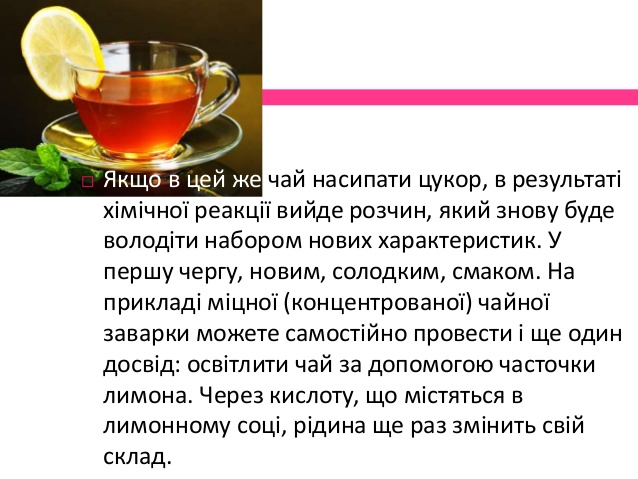 Якщо в цей же чай насипати цукор, в результаті
хімічної реакції вийде розчин, який знову буде
володіти набором нових характеристик. У
першу чергу, новим, солодким, смаком. На
прикладі міцної (концентрованої) чайної
заварки можете самостійно провести і ще один
досвід: освітлити чай за допомогою часточки
лимона. Через кислоту, що містяться в
лимонному соці, рідина ще раз змінить свій
склад.